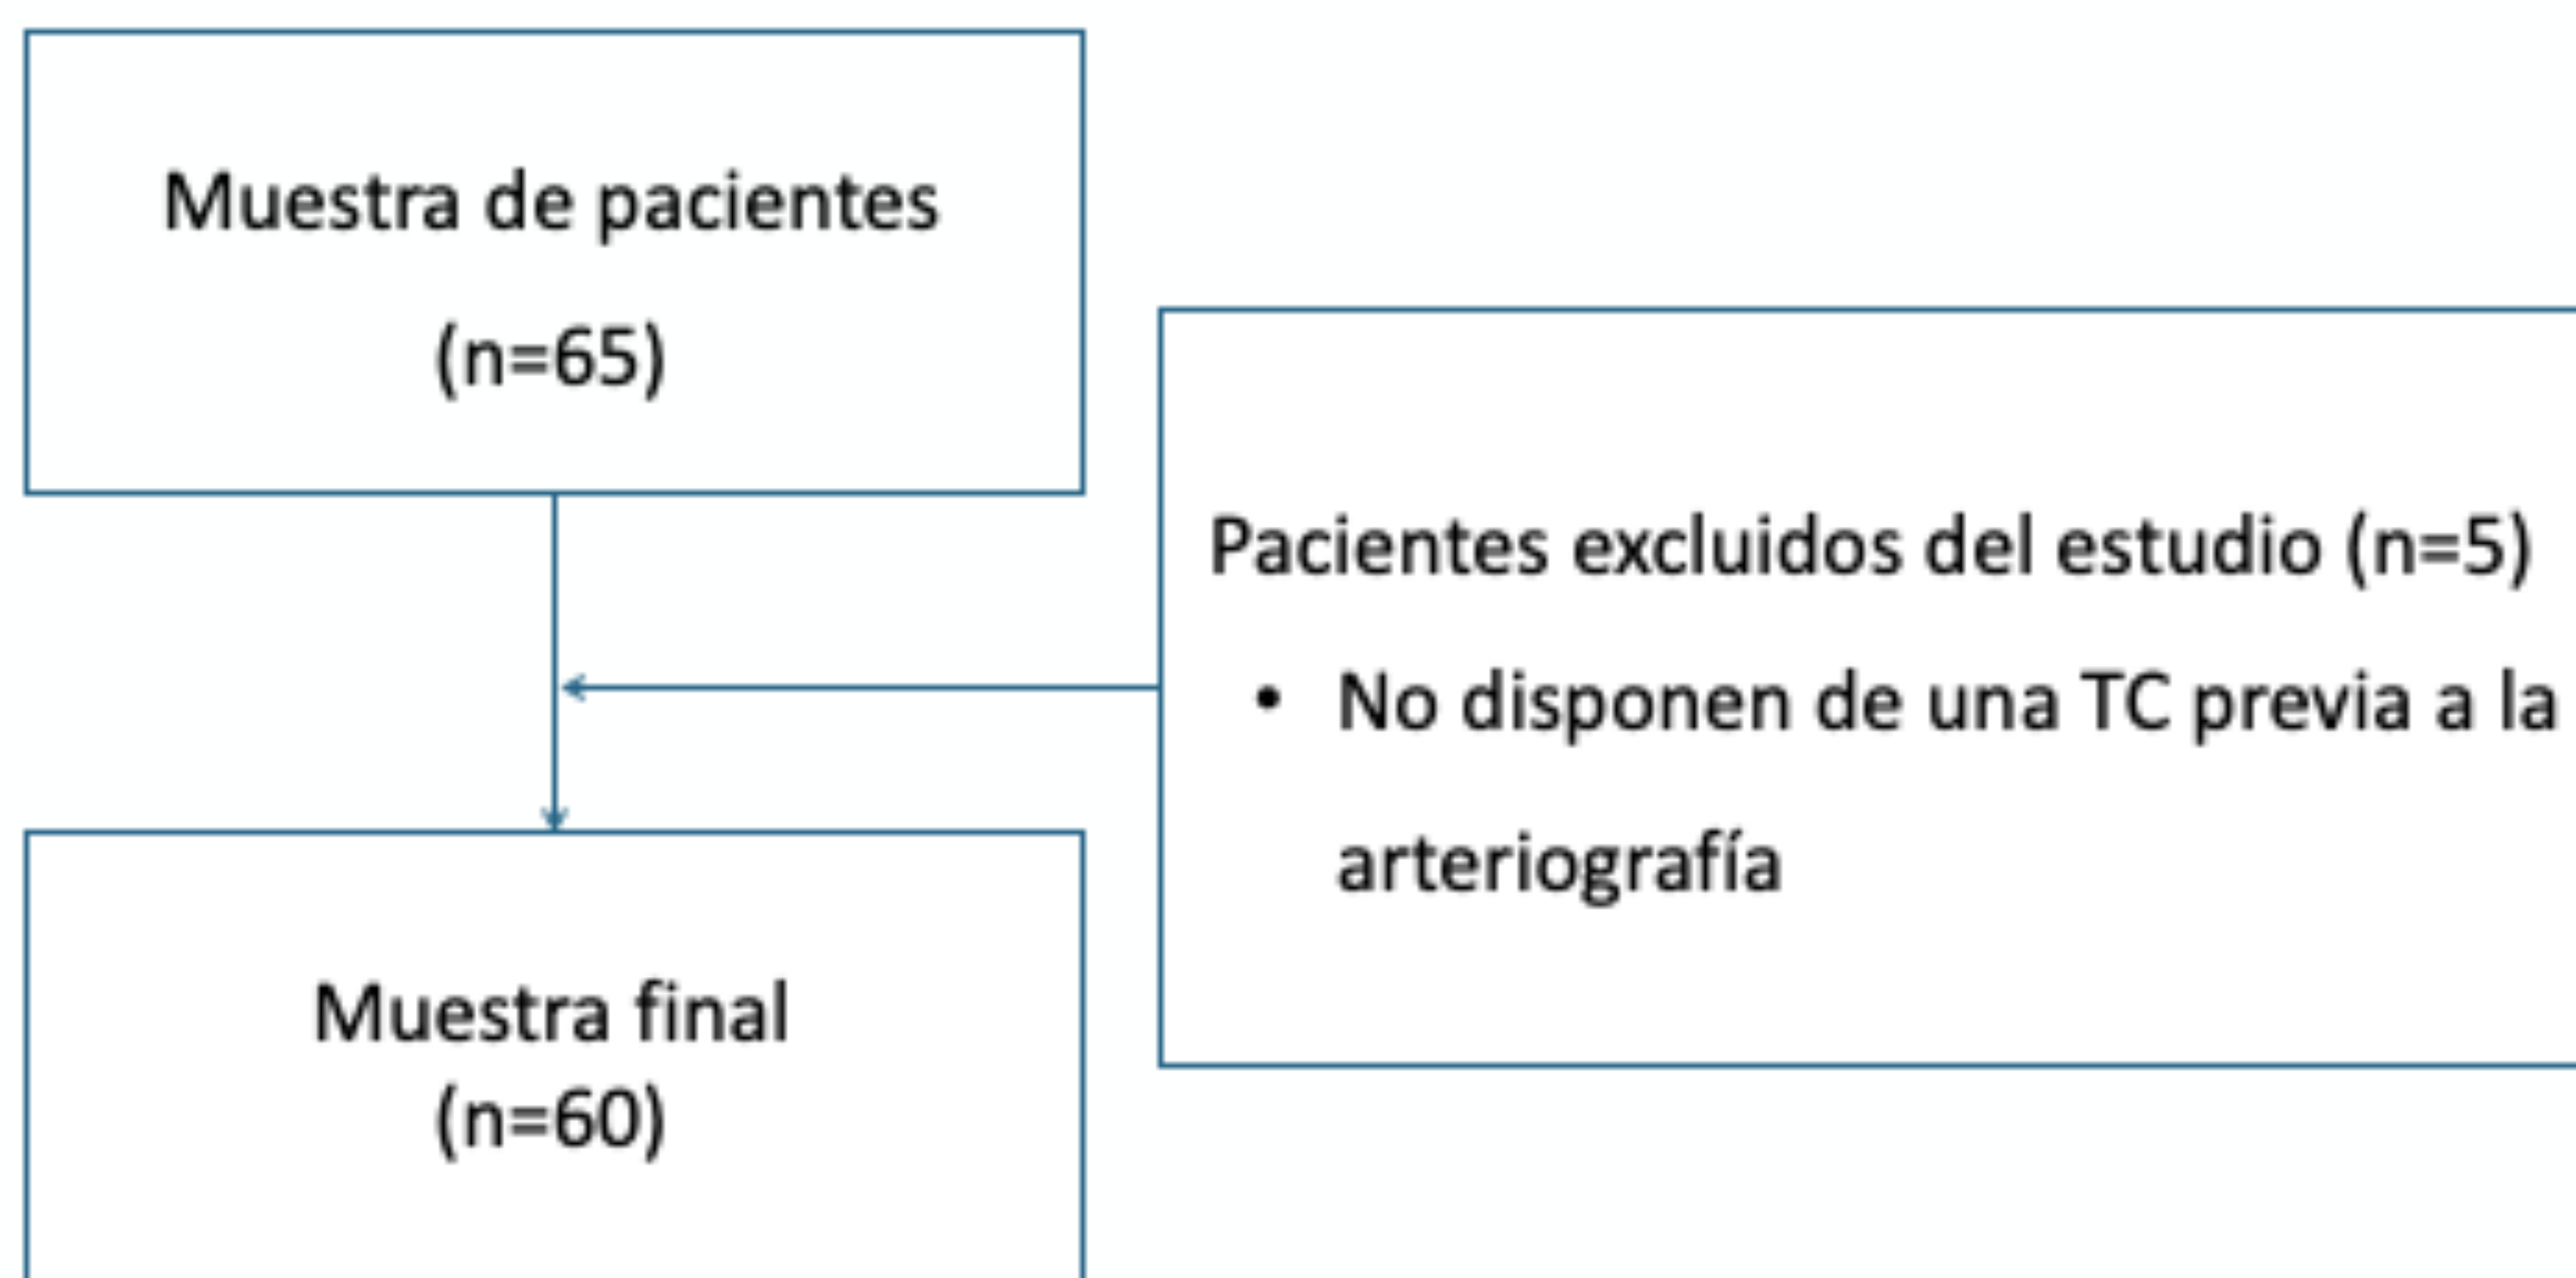 Muestra de pacientes
(n=65)
Pacientes excluidos del estudio (n=5)
• No disponen de una TC previa a la
arteriografía
Muestra final
(n=60)